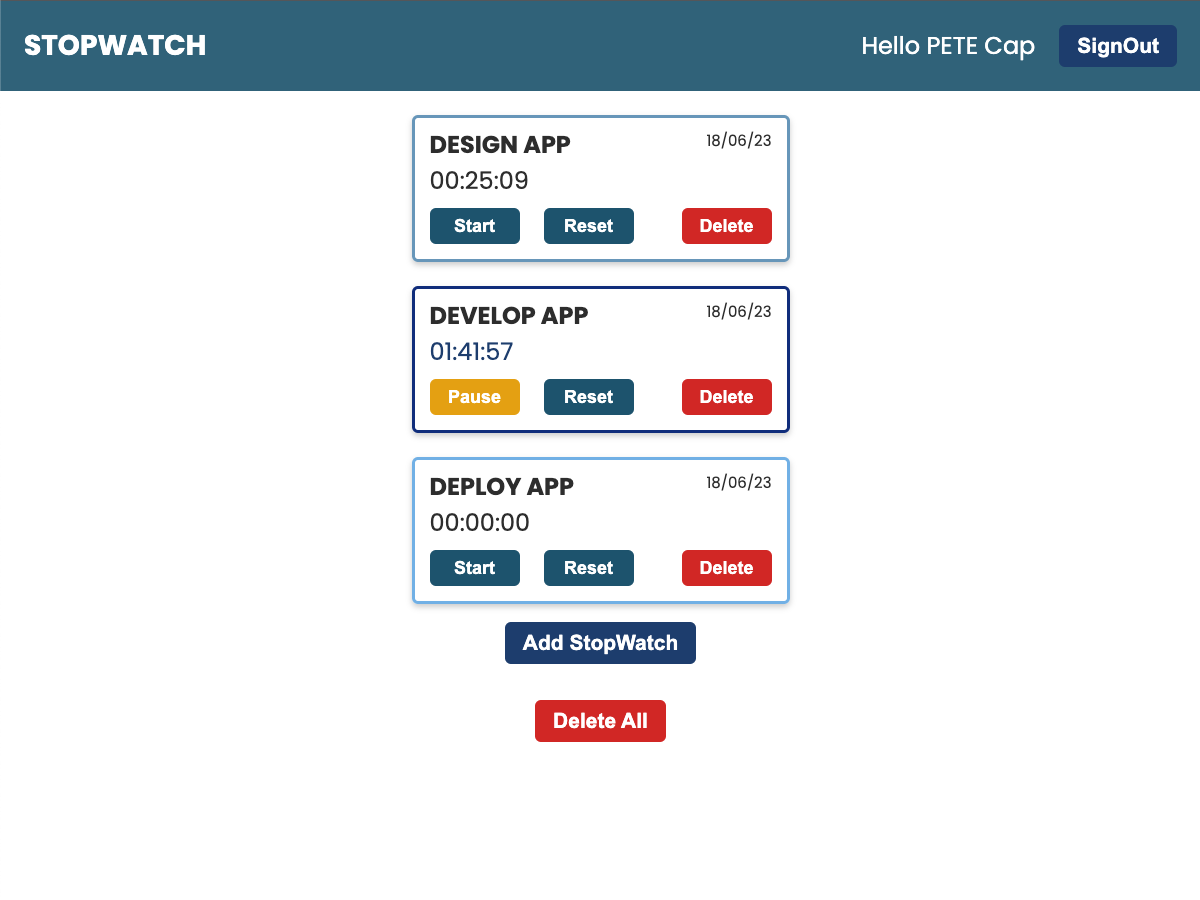 STOPWATCH
Hello PETE Cap
SignOut
DESIGN APP
18/06/23
00:25:09
Start Reset Delete
DEVELOP APP
18/06/23
01:41:57
Pause Reset Delete
DEPLOY APP
18/06/23
00:00:00
Start Reset Delete
Add StopWatch
Delete All